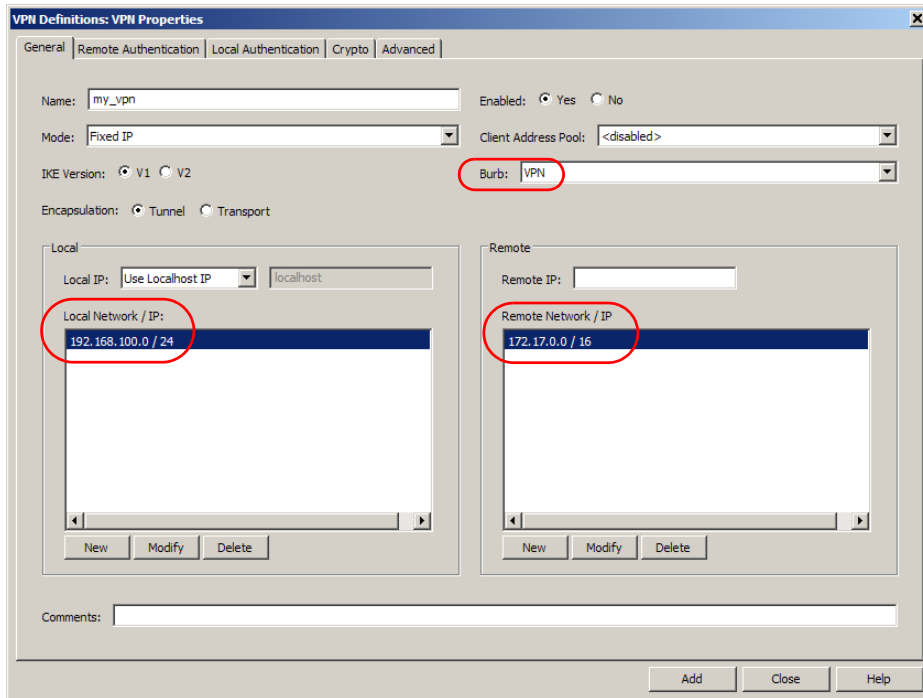 VPN Definitions: VPN Properties
General Remote Authentication Local Authentication Crypto Advanced
Name: my_vpn Enabled: Yes No
Mode: Fixed IP Client Address Pool: <disabled>
IKE Version: V1 V2 Burb: VPN
Encapsulation: Tunnel Transport
Local
Remote
Local IP: Use Localhost IP localhost
Remote IP:
Local Network / IP:
Remote Network / IP
192.168.100.0 / 24
172.17.0.0 / 16
New Modify Delete
New Modify Delete
Comments:
Add Close Help